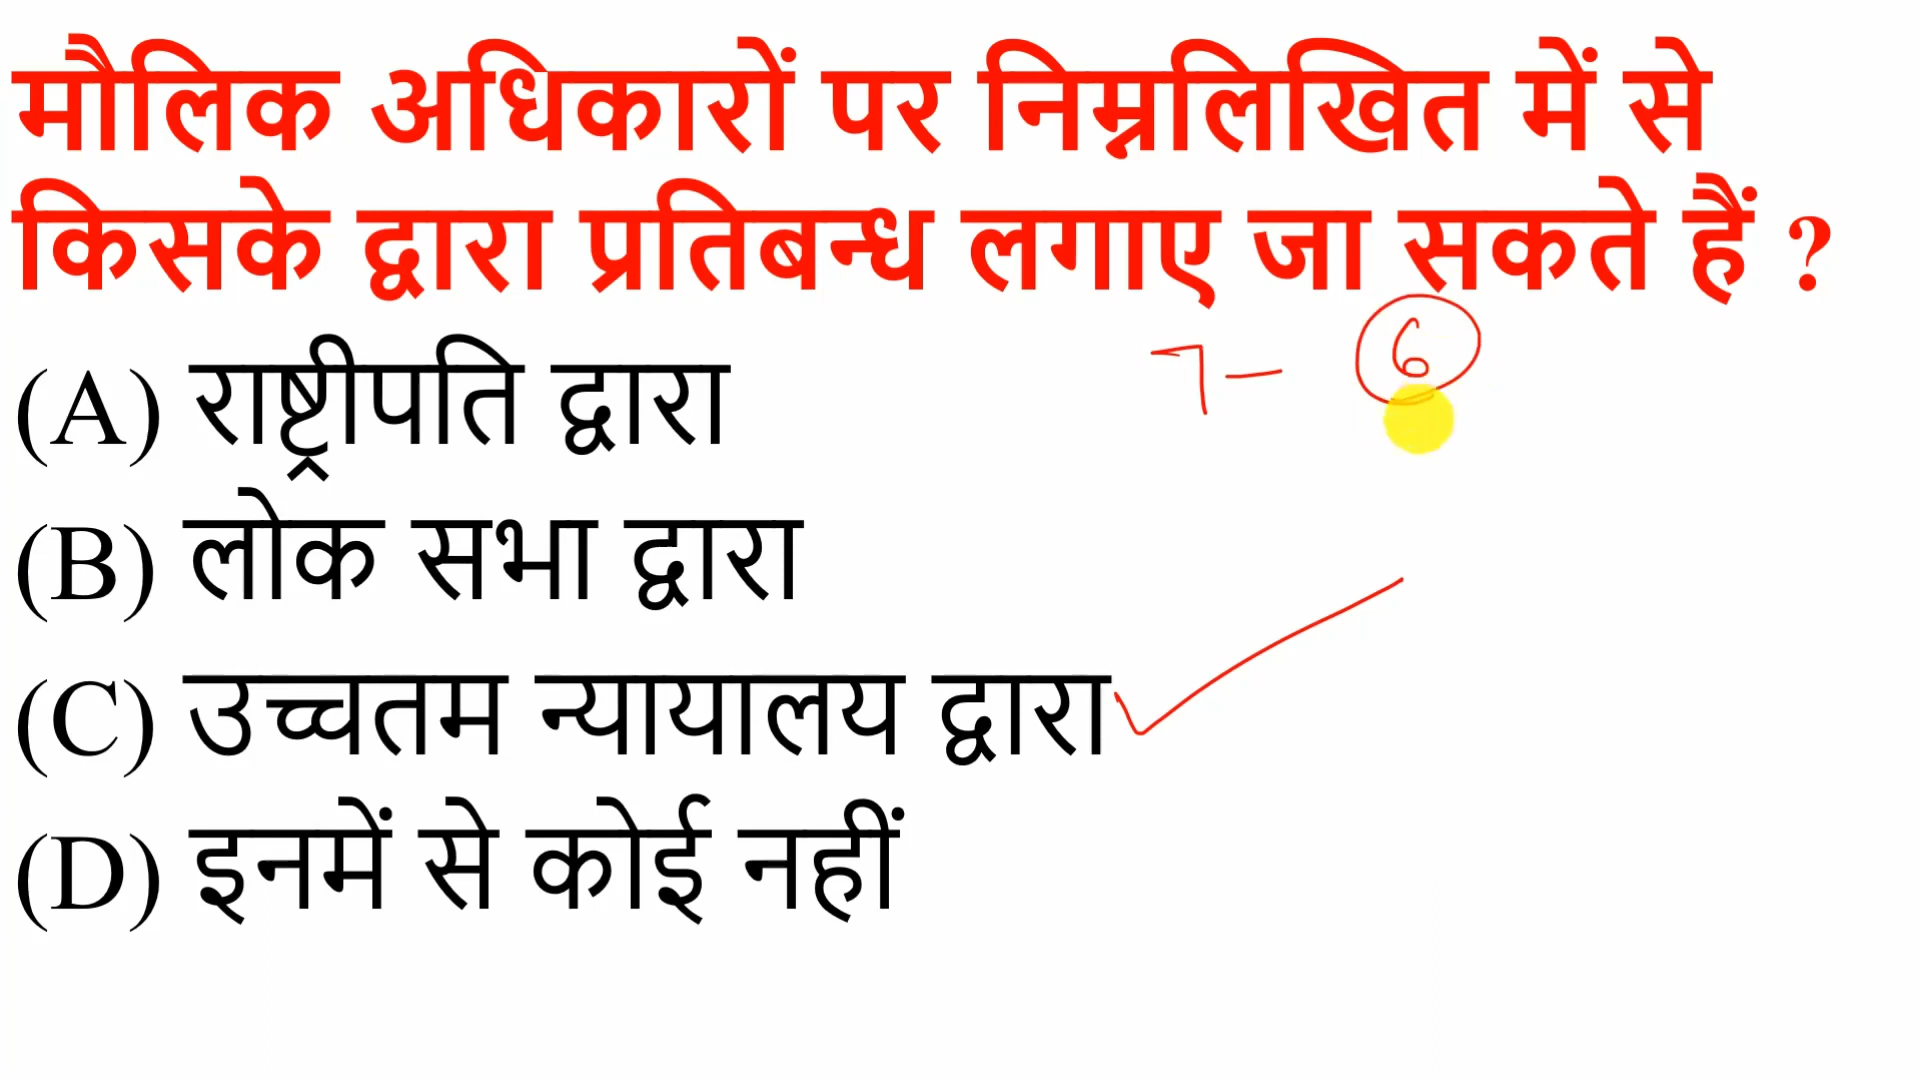 मौलिक अधिकारों पर निम्नलिखित में से
किसके द्वारा प्रतिबन्ध लगाए जा सकते हैं ?
7- 6
(A) राष्ट्रीपति द्वारा
(B) लोक सभा द्वारा
(C) उच्चतम न्यायालय द्वारा
(D) इनमें से कोई नहीं